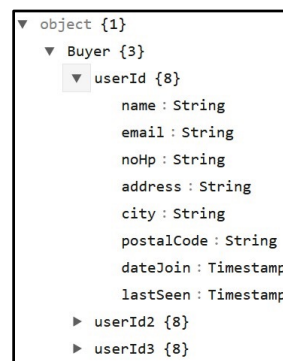 ▼ object {1}
▼ Buyer {3}
▼ userId {8}
name : String
email : String
noHp : String
address : String
city : String
postalCode : String
dateJoin : Timestamp
lastSeen : Timestamp
► userId2 {8}
► userId3 {8}